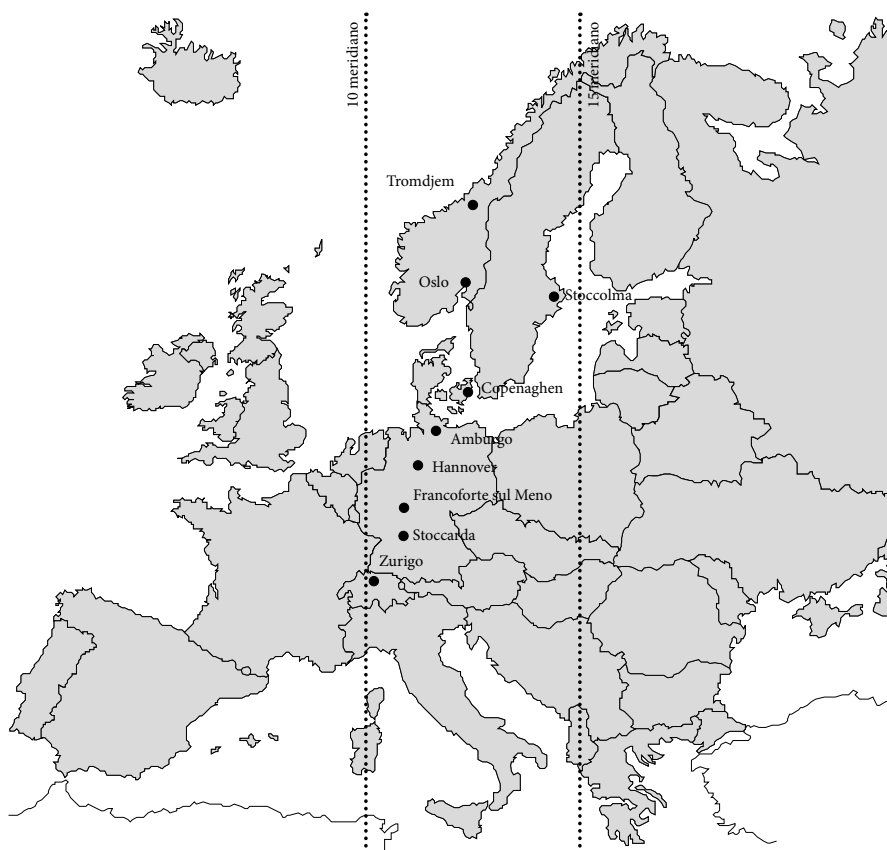 10 meridiano
15 meridiano
Tromdjem
Oslo
Stoccolma
Copenaghen
Amburgo
Hannover
Francoforte sul Meno
Stoccarda
Zurigo